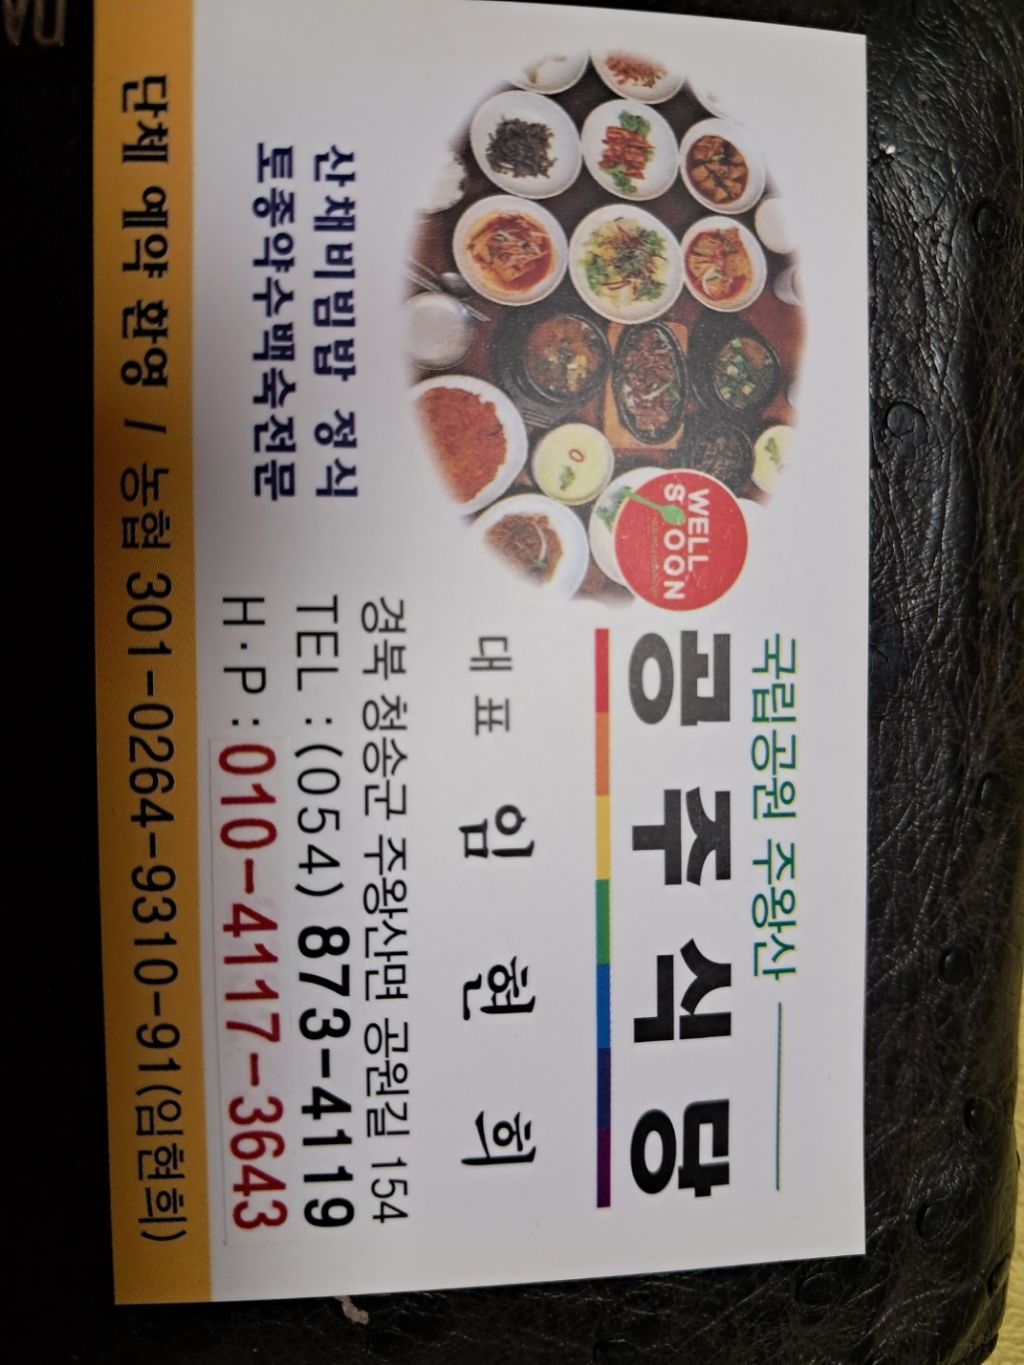 WELL
SPOON
국립공원 주왕산
공주식당
대표 임현희
산채비빔밥 정식
토종약수백숙전문
경북 청송군 주왕산면 공원길 154
TEL : (054) 873-4119
H·P : 010-4117-3643
단체 예약 환영 / 농협 301-0264-9310-91(임현희)